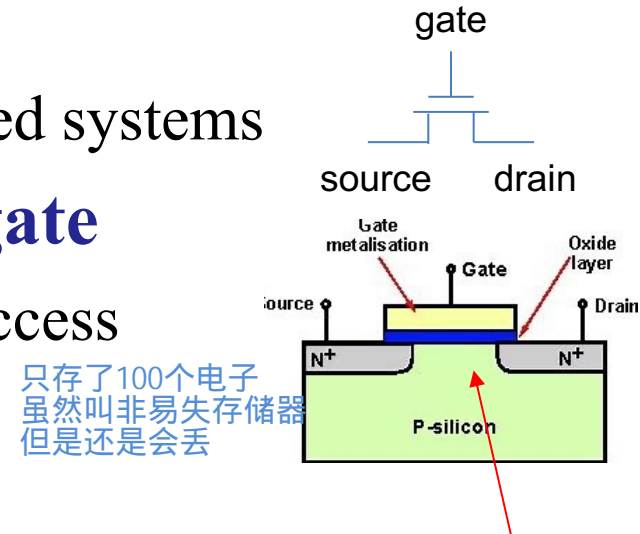 gate
ed systems
source drain
gate
Gate
metalisation
Oxide
layer
Gate
ource
Drain
ccess
N+
N+
只存了100个电子
虽然叫非易失存储器
但是还是会丢
P-silicon